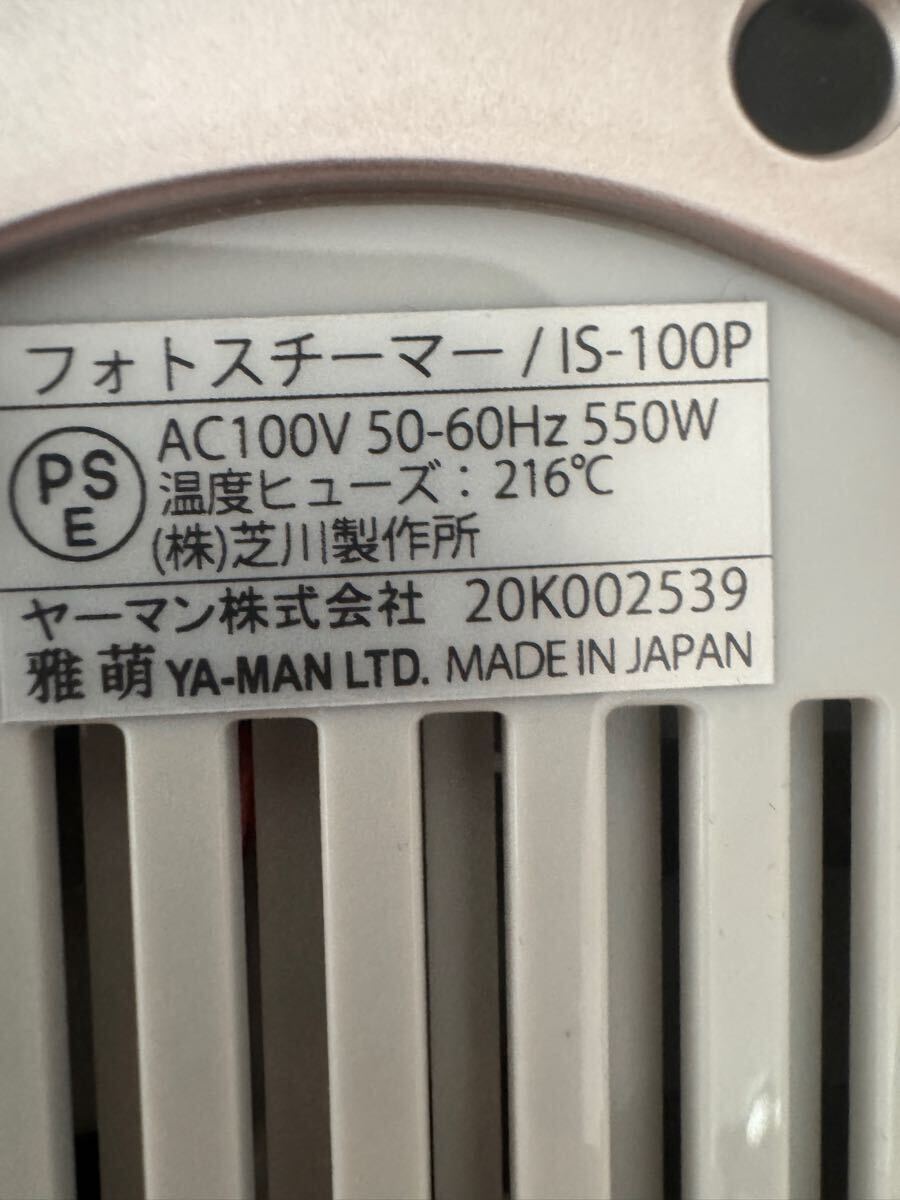 フォトスチーマー / IS-100P
PS
E
AC100V 50-60Hz 550W
温度ヒューズ：216℃
(株)芝川製作所
ヤーマン株式会社 20K002539
雅萌 YA-MAN LTD. MADE IN JAPAN